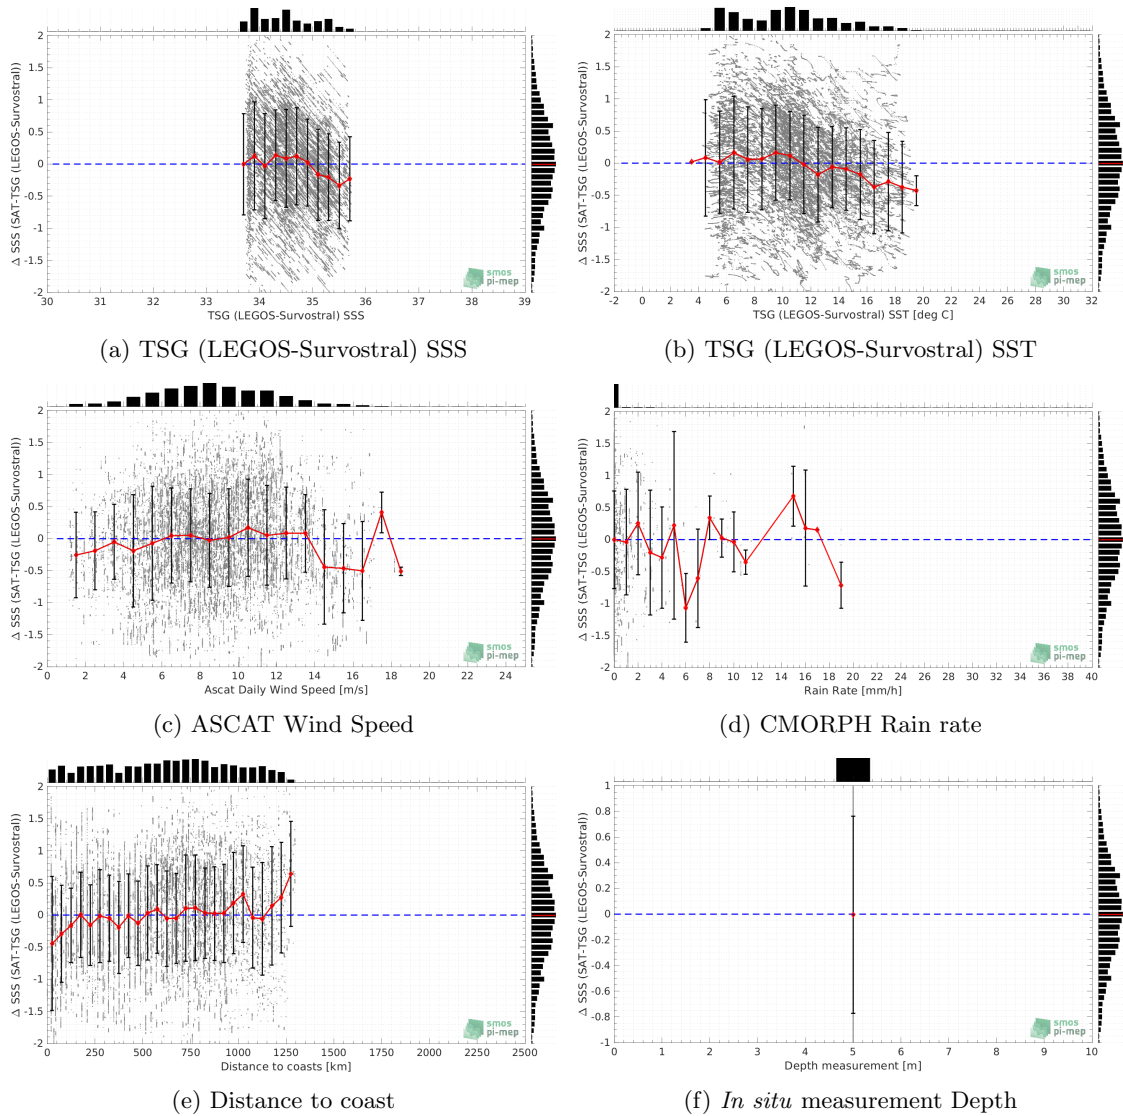 2
1.5
1
0.5
0
-0.5
-1
-1.5
-2
Δ SSS (SAT-TSG (LEGOS-Survostral))
30 31 32 33 34 35 36 37 38 39
TSG (LEGOS-Survostral) SSS
smos
pi-mep
(a) TSG (LEGOS-Survostral) SSS
2
1.5
1
0.5
0
-0.5
-1
-1.5
-2
Δ SSS (SAT-TSG (LEGOS-Survostral))
-2 0 2 4 6 8 10 12 14 16 18 20 22 24 26 28 30 32
TSG (LEGOS-Survostral) SST [deg C]
smos
pi-mep
(b) TSG (LEGOS-Survostral) SST
2
1.5
1
0.5
0
-0.5
-1
-1.5
-2
Δ SSS (SAT-TSG (LEGOS-Survostral))
0 2 4 6 8 10 12 14 16 18 20 22 24
Ascat Daily Wind Speed [m/s]
smos
pi-mep
(c) ASCAT Wind Speed
2
1.5
1
0.5
0
-0.5
-1
-1.5
-2
Δ SSS (SAT-TSG (LEGOS-Survostral))
0 2 4 6 8 10 12 14 16 18 20 22 24 26 28 30 32 34 36 38 40
Rain Rate [mm/h]
smos
pi-mep
(d) CMORPH Rain rate
2
1.5
1
0.5
0
-0.5
-1
-1.5
-2
Δ SSS (SAT-TSG (LEGOS-Survostral))
0 250 500 750 1000 1250 1500 1750 2000 2250 2500
Distance to coasts [km]
smos
pi-mep
(e) Distance to coast
1
0.8
0.6
0.4
0.2
0
-0.2
-0.4
-0.6
-0.8
-1
Δ SSS (SAT-TSG (LEGOS-Survostral))
0 1 2 3 4 5 6 7 8 9 10
Depth measurement [m]
smos
pi-mep
(f) In situ measurement Depth